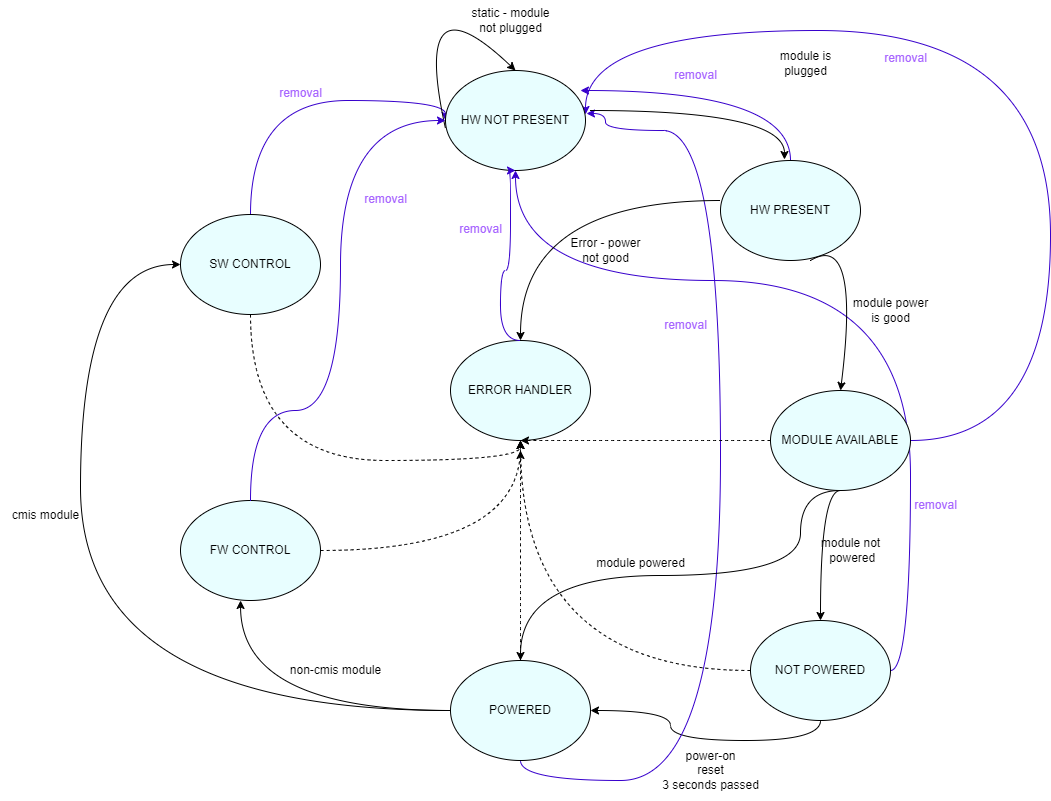 static - module
not plugged
module is
plugged
removal
removal
removal
HW NOT PRESENT
removal
HW PRESENT
removal
Error - power
not good
SW CONTROL
module power
is good
removal
ERROR HANDLER
MODULE AVAILABLE
cmis module
removal
FW CONTROL
module not
powered
module powered
non-cmis module
NOT POWERED
POWERED
power-on
reset
3 seconds passed